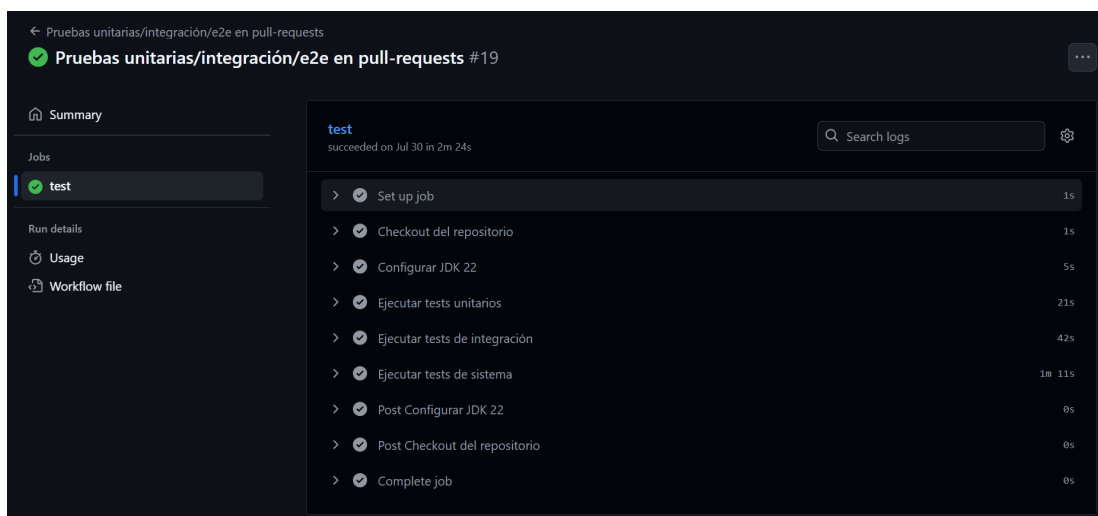 ← Pruebas unitarias/integración/e2e en pull-requests
Pruebas unitarias/integración/e2e en pull-requests #19
Summary
Jobs
test
Run details
Usage
Workflow file
test
succeeded on Jul 30 in 2m 24s
Search logs
Set up job 1s
Checkout del repositorio 1s
Configurar JDK 22 5s
Ejecutar tests unitarios 21s
Ejecutar tests de integración 42s
Ejecutar tests de sistema 1m 11s
Post Configurar JDK 22 0s
Post Checkout del repositorio 0s
Complete job 0s